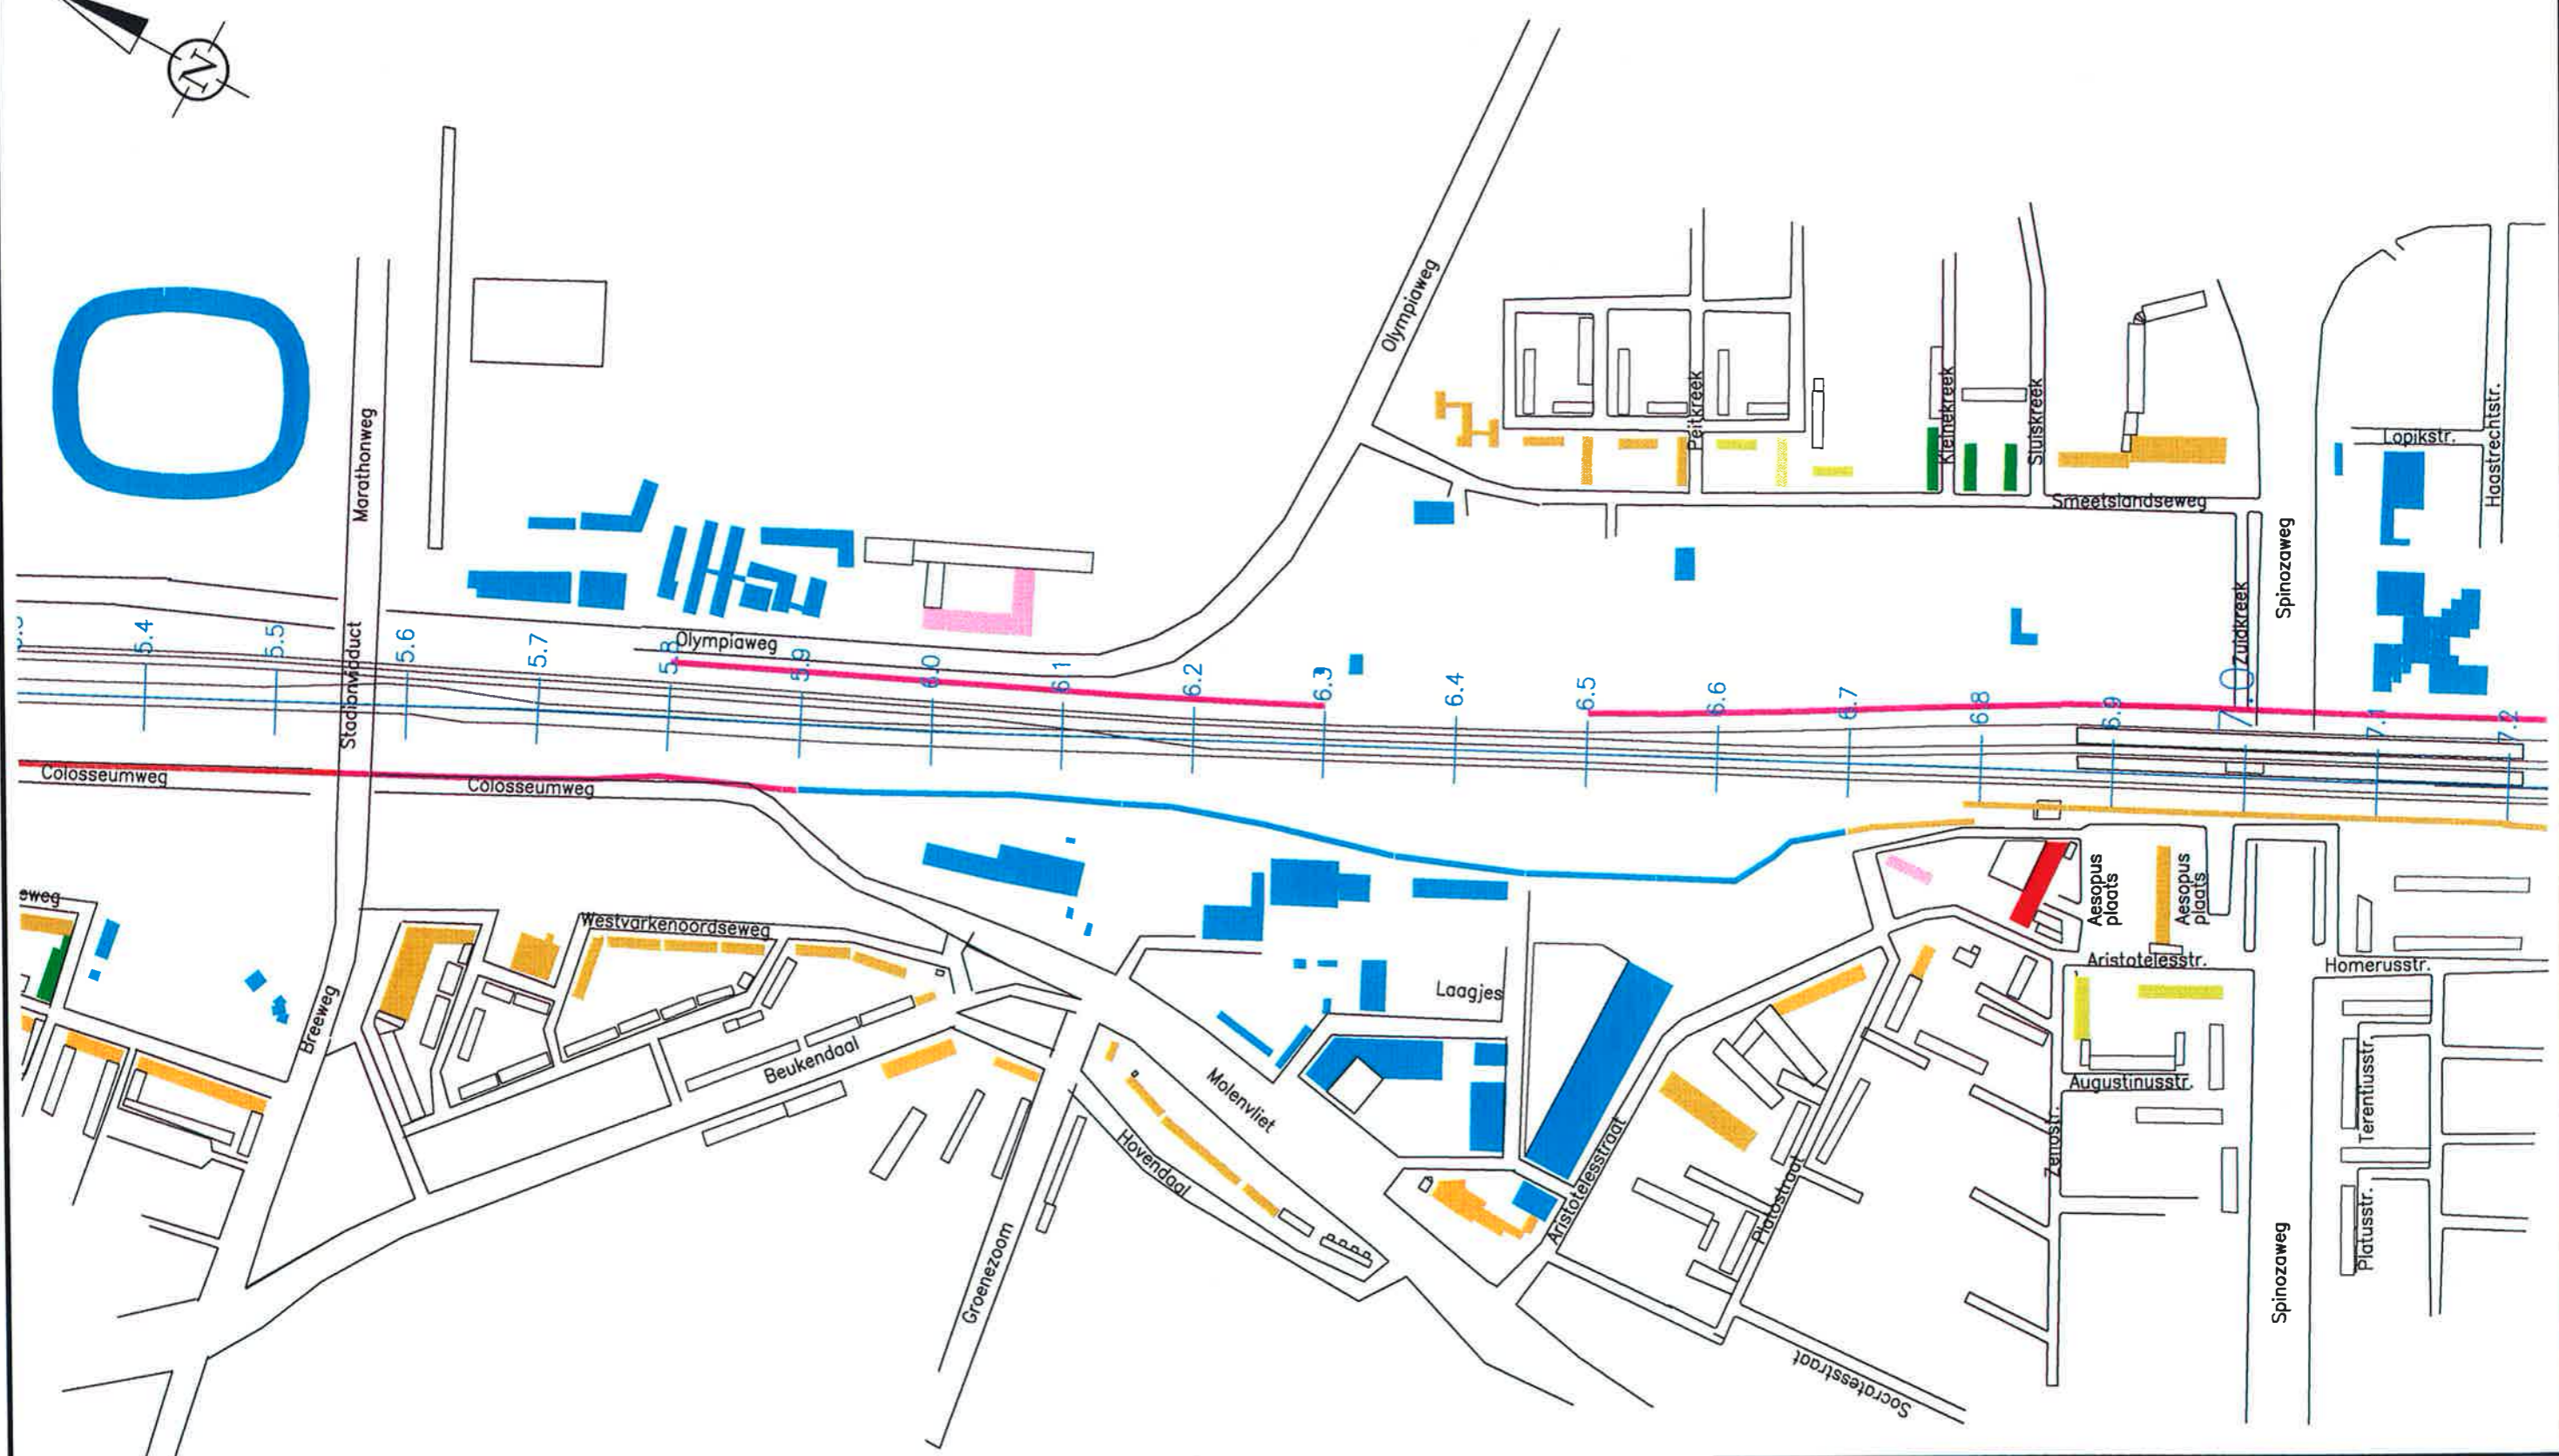 N
Olympiaweg
Marathonweg
Peitkreek
Kleinekreek
Sluiskreek
Lopikstr.
Haastrechtstr.
Smeetslandseweg
Spinozaweg
Zuidkreek
Stadionviaduct
Olympiaweg
5.4
5.5
5.6
5.7
5.8
5.9
6.0
6.1
6.2
6.3
6.4
6.5
6.6
6.7
6.8
6.9
7.0
7.1
7.2
Colosseumweg
Colosseumweg
eweg
Westvarkenoordseweg
Aesopus
plaats
Aesopus
plaats
Aristotelesstr.
Homerusstr.
Laagjes
Breeweg
Beukendaal
Molenvliet
Augustinusstr.
Terentiusstr.
Zenostr.
Hovendaal
Aristotelesstraat
Platostraat
Platusstr.
Groenezoom
Spinozaweg
Socratesstraat